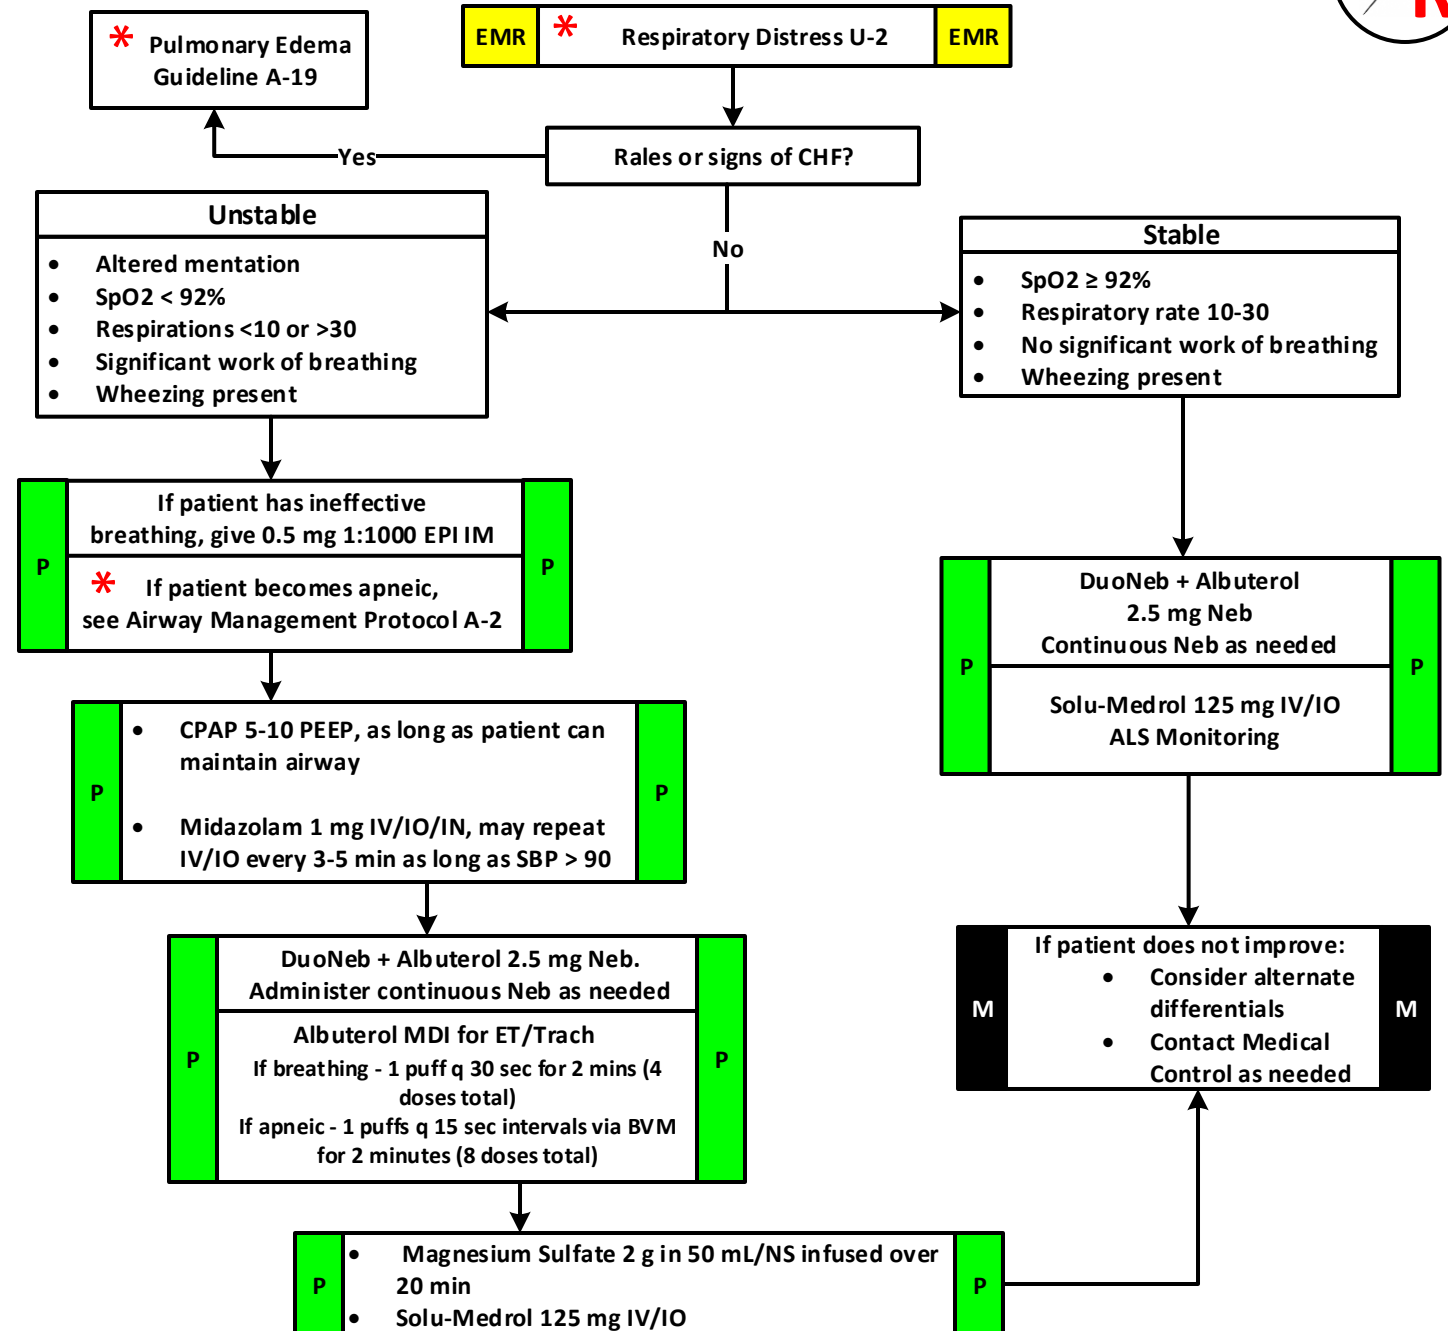 * Pulmonary Edema
Guideline A-19
EMR
* Respiratory Distress U-2
EMR
Rales or signs of CHF?
Yes
No
Unstable
• Altered mentation
• SpO2 < 92%
• Respirations <10 or >30
• Significant work of breathing
• Wheezing present
Stable
• SpO2 ≥ 92%
• Respiratory rate 10-30
• No significant work of breathing
• Wheezing present
P
If patient has ineffective
breathing, give 0.5 mg 1:1000 EPI IM
* If patient becomes apneic,
see Airway Management Protocol A-2
P
P
DuoNeb + Albuterol
2.5 mg Neb
Continuous Neb as needed
Solu-Medrol 125 mg IV/IO
ALS Monitoring
P
P
• CPAP 5-10 PEEP, as long as patient can
maintain airway
• Midazolam 1 mg IV/IO/IN, may repeat
IV/IO every 3-5 min as long as SBP > 90
P
P
DuoNeb + Albuterol 2.5 mg Neb.
Administer continuous Neb as needed
Albuterol MDI for ET/Trach
If breathing - 1 puff q 30 sec for 2 mins (4
doses total)
If apneic - 1 puffs q 15 sec intervals via BVM
for 2 minutes (8 doses total)
P
M
If patient does not improve:
• Consider alternate
differentials
• Contact Medical
Control as needed
M
P
• Magnesium Sulfate 2 g in 50 mL/NS infused over
20 min
• Solu-Medrol 125 mg IV/IO
P